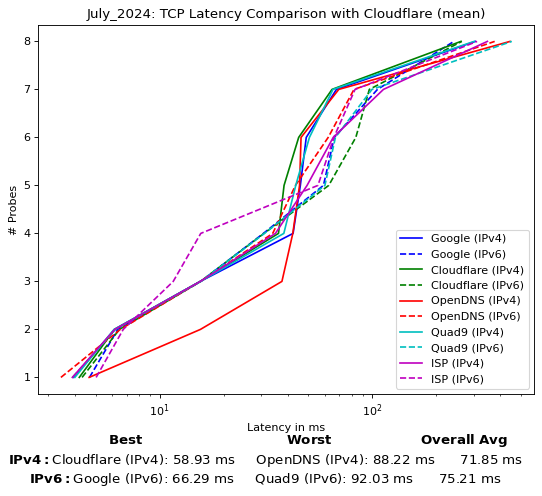 July_2024: TCP Latency Comparison with Cloudflare (mean)
# Probes
8
7
6
5
4
3
2
1
Google (IPv4)
Google (IPv6)
Cloudflare (IPv4)
Cloudflare (IPv6)
OpenDNS (IPv4)
OpenDNS (IPv6)
Quad9 (IPv4)
Quad9 (IPv6)
ISP (IPv4)
ISP (IPv6)
10¹ 10²
Latency in ms
Best Worst Overall Avg
IPv4: Cloudflare (IPv4): 58.93 ms OpenDNS (IPv4): 88.22 ms 71.85 ms
IPv6: Google (IPv6): 66.29 ms Quad9 (IPv6): 92.03 ms 75.21 ms